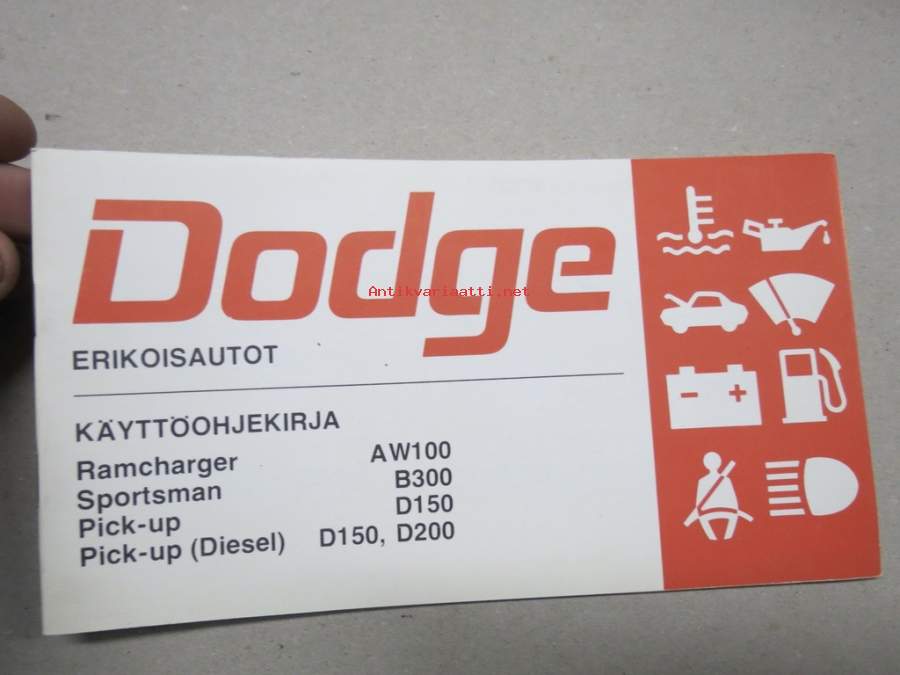 Dodge
Antikvariaatti.net
ERIKOISAUTOT
KÄYTTÖOHJEKIRJA
Ramcharger AW100
Sportsman B300
Pick-up D150
Pick-up (Diesel) D150, D200